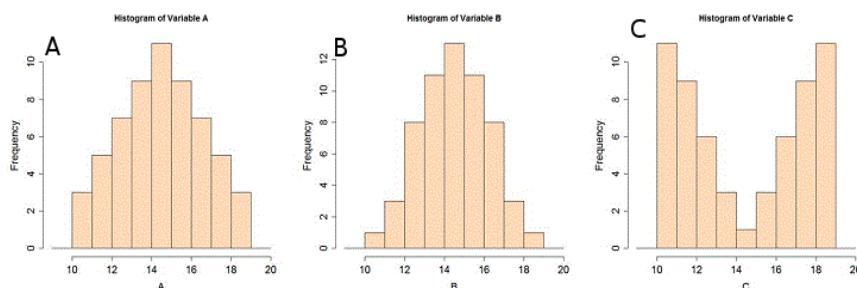 Histogram of Variable A
A
Frequency
0 2 4 6 8 10
10 12 14 16 18 20
A
Histogram of Variable B
B
Frequency
0 2 4 6 8 10 12
10 12 14 16 18 20
B
Histogram of Variable C
C
Frequency
0 2 4 6 8 10
10 12 14 16 18 20
C